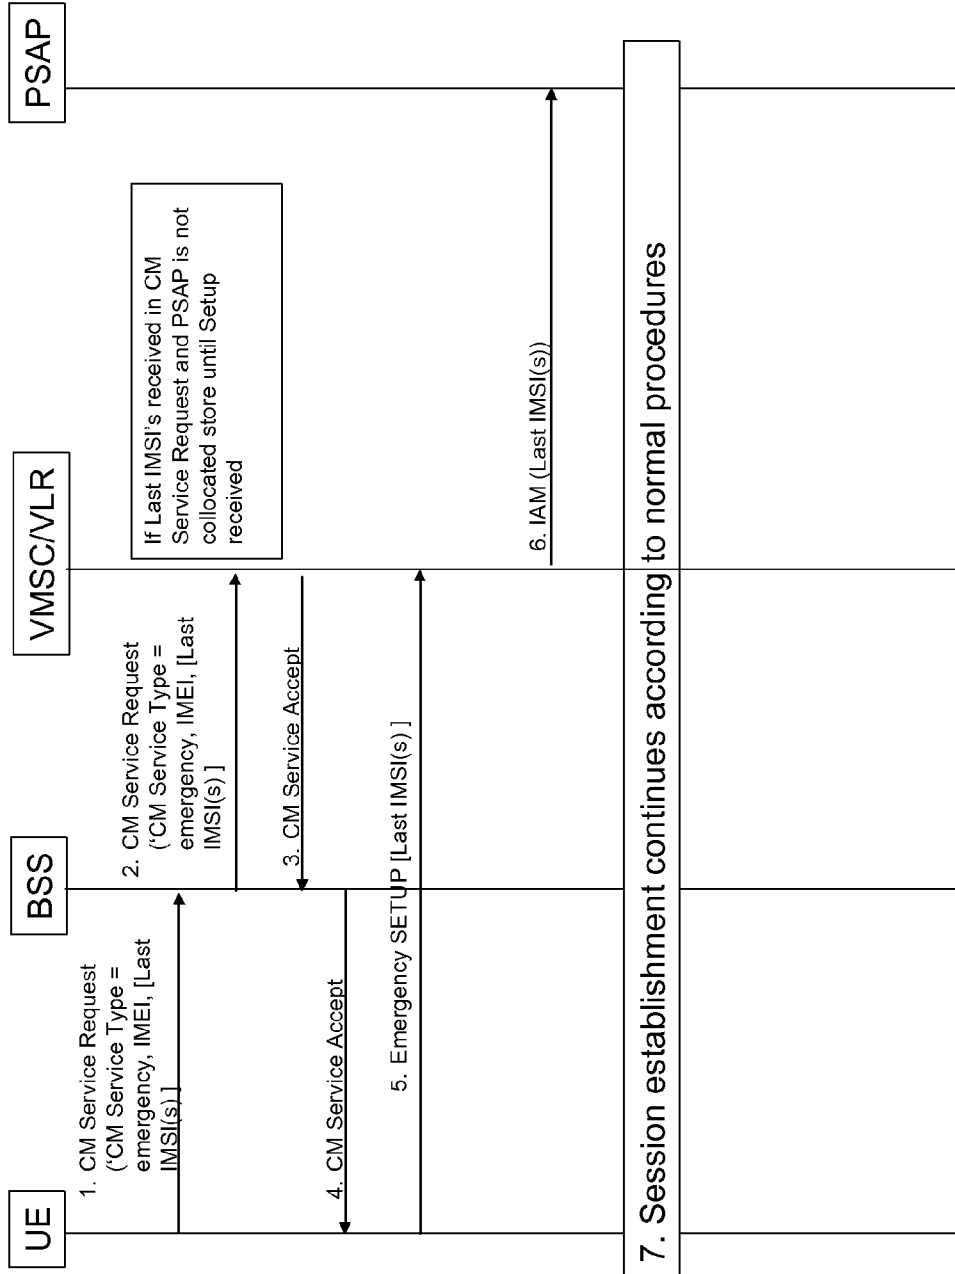 UE
BSS
VMSC/VLR
PSAP
1. CM Service Request
(‘CM Service Type =
emergency, IMEI, [Last
IMSI(s) ]
2. CM Service Request
(‘CM Service Type =
emergency, IMEI, [Last
IMSI(s) ]
If Last IMSI's received in CM
Service Request and PSAP is not
collocated store until Setup
received
3. CM Service Accept
4. CM Service Accept
5. Emergency SETUP [Last IMSI(s) ]
6. IAM (Last IMSI(s))
7. Session establishment continues according to normal procedures